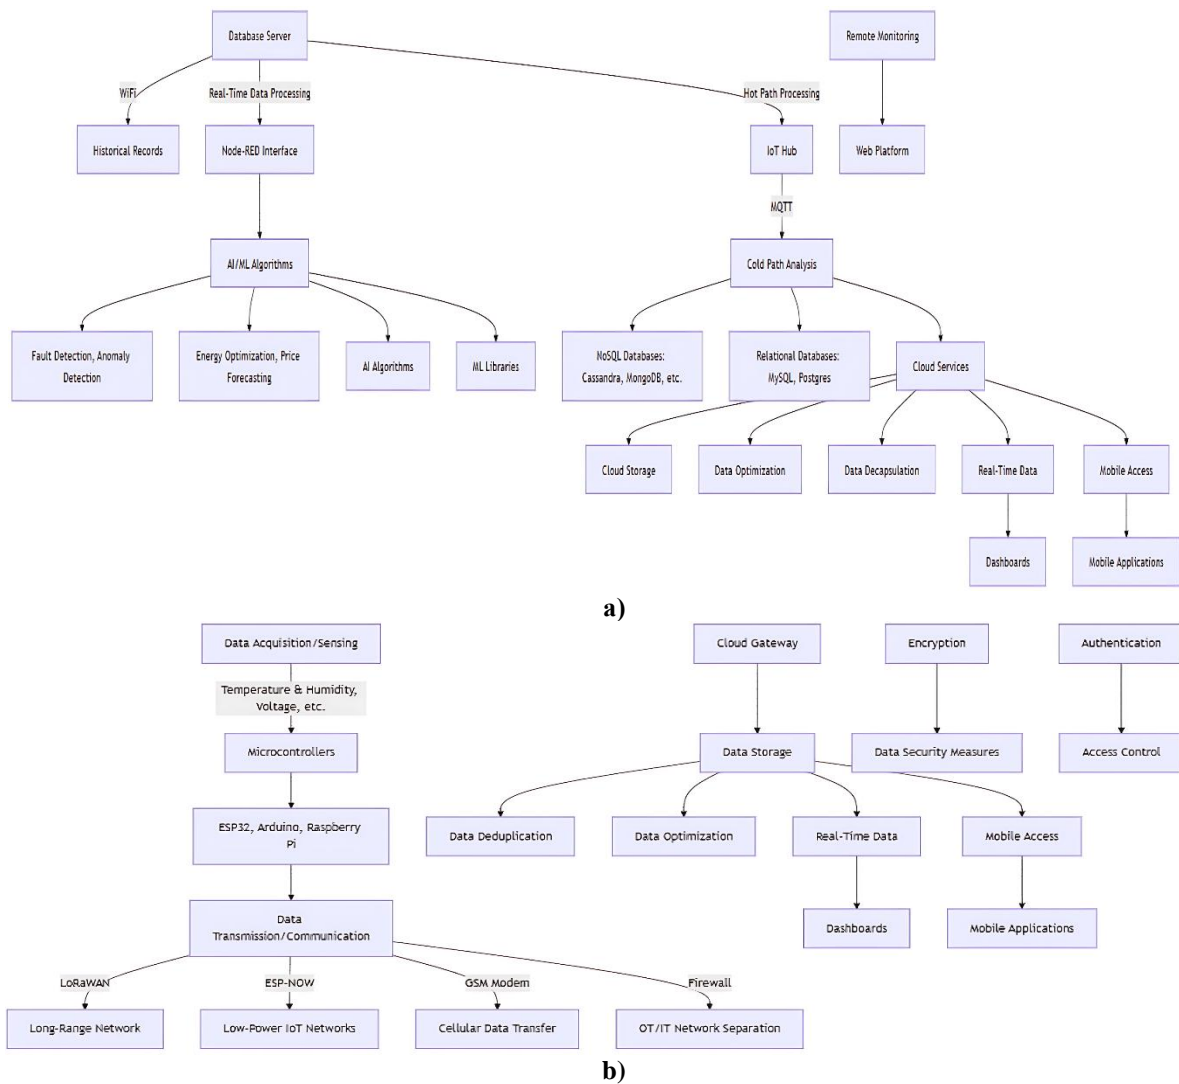 Database Server
Remote Monitoring
WiFi
Real-Time Data Processing
Hot Path Processing
Historical Records
Node-RED Interface
IoT Hub
Web Platform
MQTT
AI/ML Algorithms
Cold Path Analysis
Fault Detection, Anomaly
Detection
Energy Optimization, Price
Forecasting
AI Algorithms
ML Libraries
NoSQL Databases:
Cassandra, MongoDB, etc.
Relational Databases:
MySQL, Postgres
Cloud Services
Cloud Storage
Data Optimization
Data Decapsulation
Real-Time Data
Mobile Access
Dashboards
Mobile Applications
a)
Data Acquisition/Sensing
Cloud Gateway
Encryption
Authentication
Temperature & Humidity,
Voltage, etc.
Microcontrollers
Data Storage
Data Security Measures
Access Control
ESP32, Arduino, Raspberry
Pi
Data Deduplication
Data Optimization
Real-Time Data
Mobile Access
Data
Transmission/Communication
Dashboards
Mobile Applications
LoRaWAN
ESP-NOW
GSM Modem
Firewall
Long-Range Network
Low-Power IoT Networks
Cellular Data Transfer
OT/IT Network Separation
b)